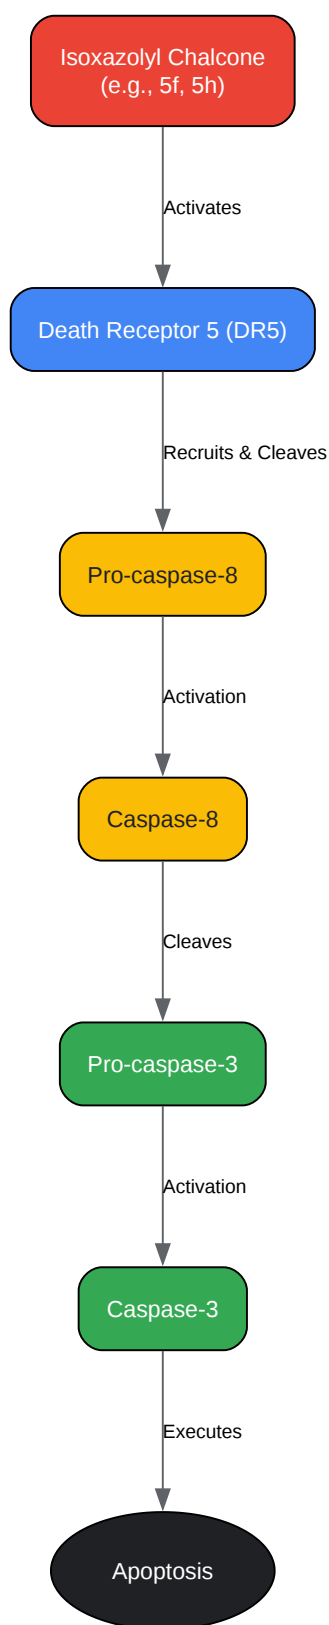 Isoxazolyl Chalcone
(e.g., 5f, 5h)
Activates
Death Receptor 5 (DR5)
Recruits & Cleaves
Pro-caspase-8
Activation
Caspase-8
Cleaves
Pro-caspase-3
Activation
Caspase-3
Executes
Apoptosis